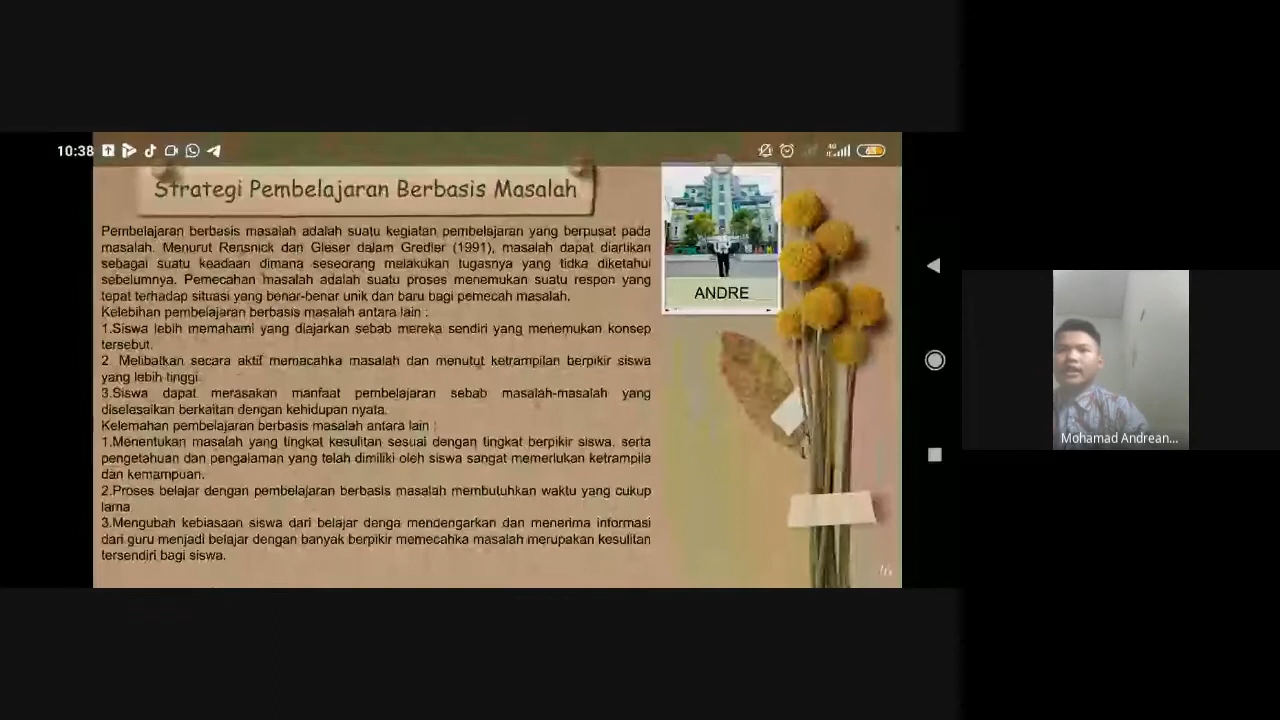 10:38
4G
63
Strategi Pembelajaran Berbasis Masalah
Pembelajaran berbasis masalah adalah suatu kegiatan pembelajaran yang berpusat pada
masalah. Menurut Rensnick dan Gleser dalam Gredler (1991), masalah dapat diartikan
sebagai suatu keadaan dimana seseorang melakukan tugasnya yang tidka diketahui
sebelumnya. Pemecahan masalah adalah suatu proses menemukan suatu respon yang
tepat terhadap situasi yang benar-benar unik dan baru bagi pemecah masalah.
Kelebihan pembelajaran berbasis masalah antara lain :
1.Siswa lebih memahami yang diajarkan sebab mereka sendiri yang menemukan konsep
tersebut.
2 Melibatkan secara aktif memacahka masalah dan menutut ketrampilan berpikir siswa
yang lebih tinggi.
3.Siswa dapat merasakan manfaat pembelajaran sebab masalah-masalah yang
diselesaikan berkaitan dengan kehidupan nyata.
Kelemahan pembelajaran berbasis masalah antara lain :
1.Menentukan masalah yang tingkat kesulitan sesuai dengan tingkat berpikir siswa, serta
pengetahuan dan pengalaman yang telah dimiliki oleh siswa sangat memerlukan ketrampila
dan kemampuan.
2.Proses belajar dengan pembelajaran berbasis masalah membutuhkan waktu yang cukup
lama
3.Mengubah kebiasaan siswa dari belajar denga mendengarkan dan menerima informasi
dari guru menjadi belajar dengan banyak berpikir memecahka masalah merupakan kesulitan
tersendiri bagi siswa.
ANDRE
Mohamad Andrean...